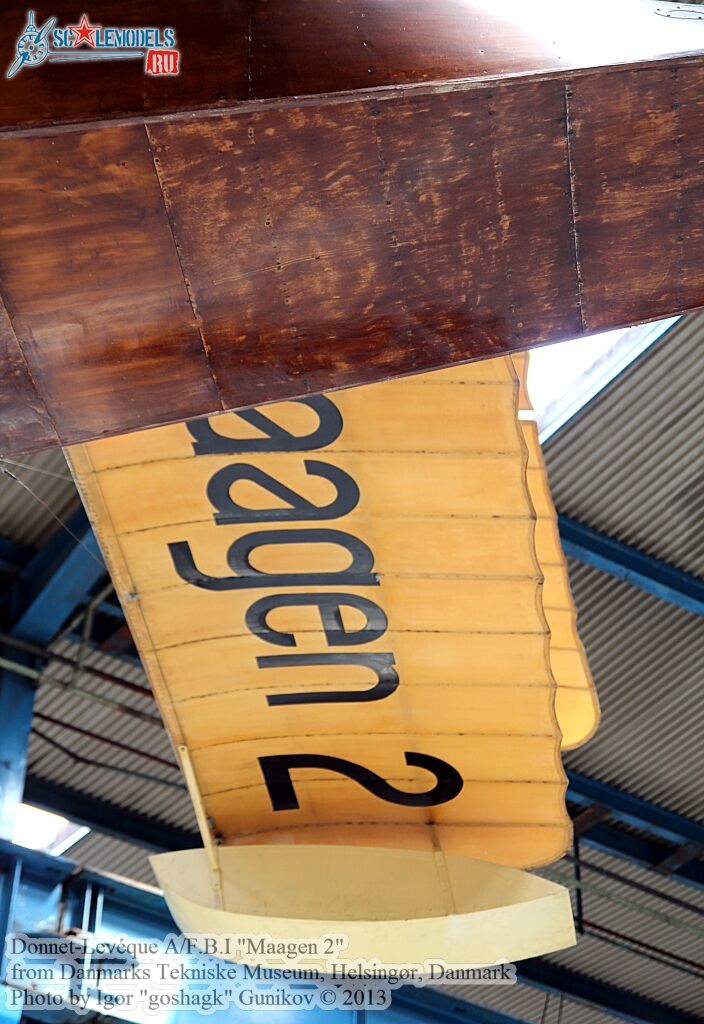 SCALEMODELS
RU
aagen 2
Donnet-Levéque A/F.B.I "Maagen 2"
from Danmarks Tekniske Museum, Helsingør, Danmark
Photo by Igor "goshagk" Gunikov © 2013